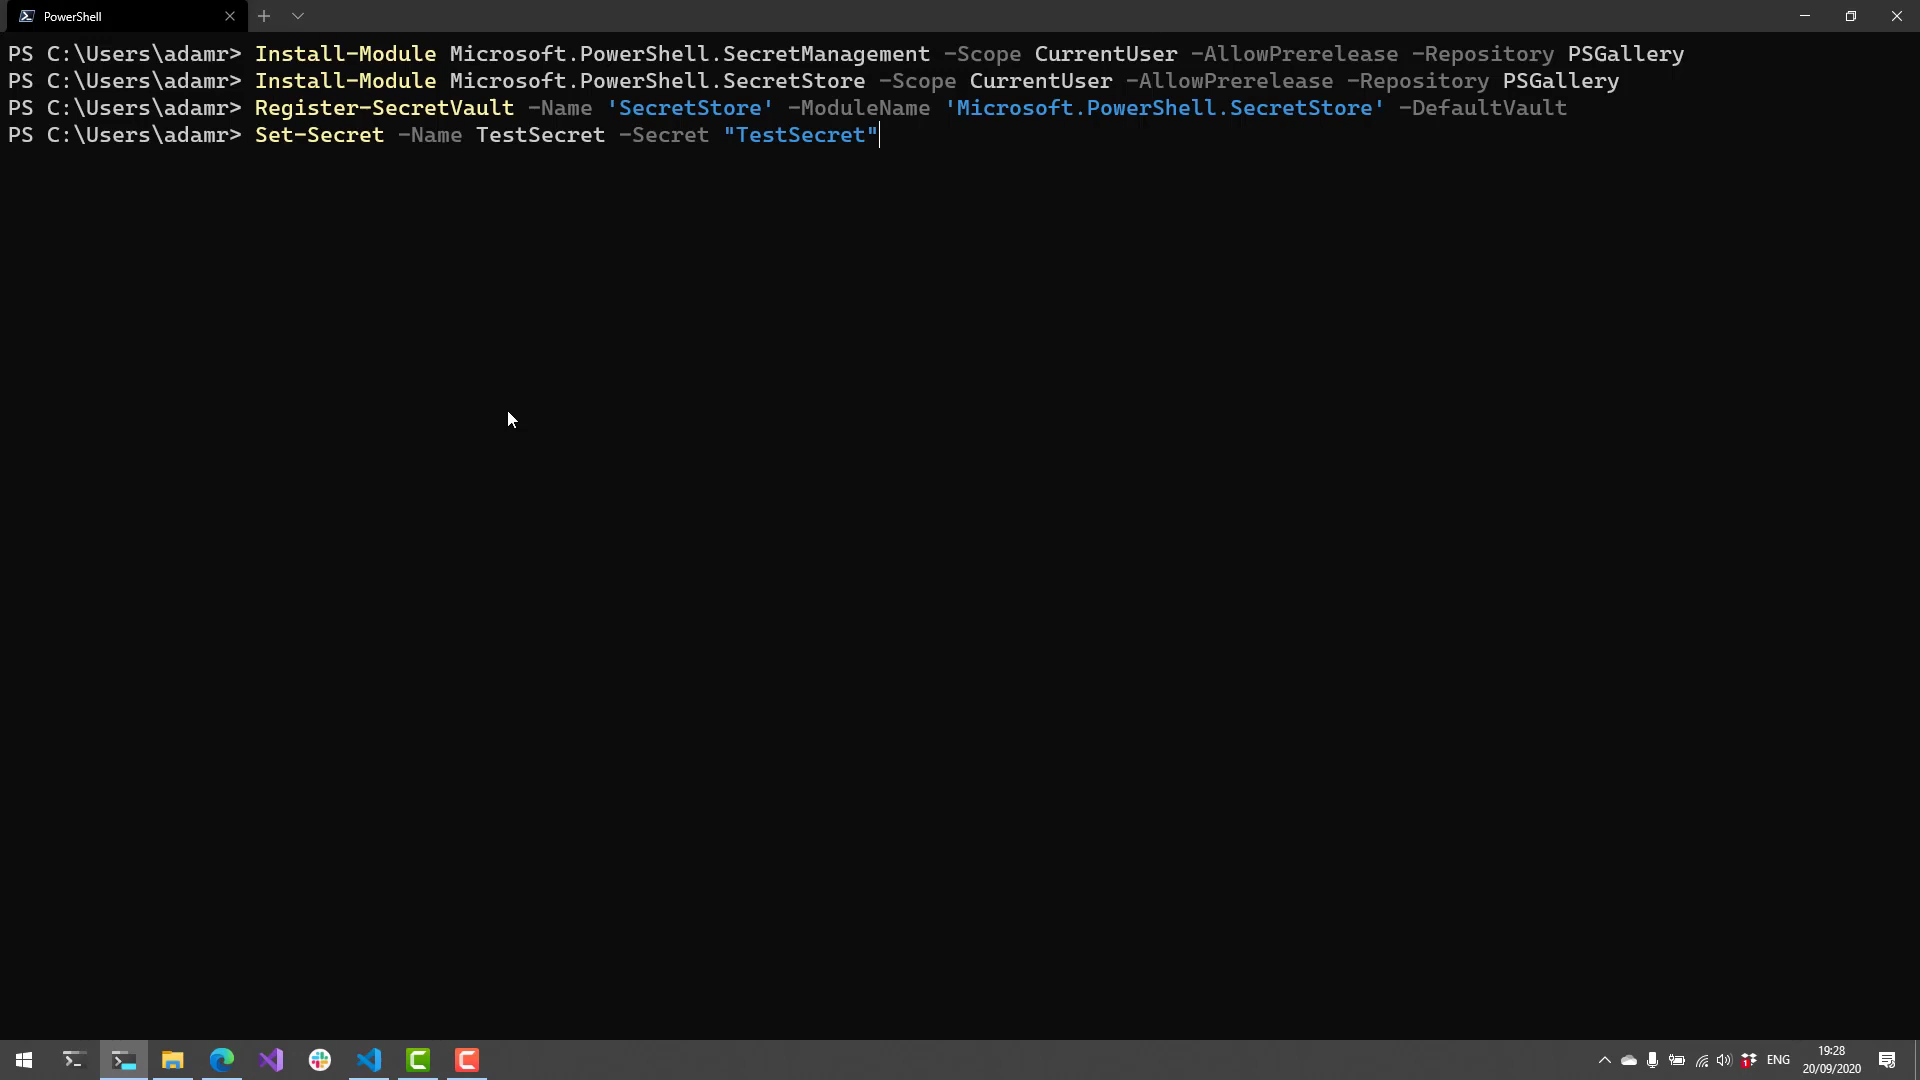 PowerShell
PS C:\Users\adamr> Install-Module Microsoft.PowerShell.SecretManagement -Scope CurrentUser -AllowPrerelease -Repository PSGallery
PS C:\Users\adamr> Install-Module Microsoft.PowerShell.SecretStore -Scope CurrentUser -AllowPrerelease -Repository PSGallery
PS C:\Users\adamr> Register-SecretVault -Name 'SecretStore' -ModuleName 'Microsoft.PowerShell.SecretStore' -DefaultVault
PS C:\Users\adamr> Set-Secret -Name TestSecret -Secret "TestSecret"
ENG
19:28
20/09/2020